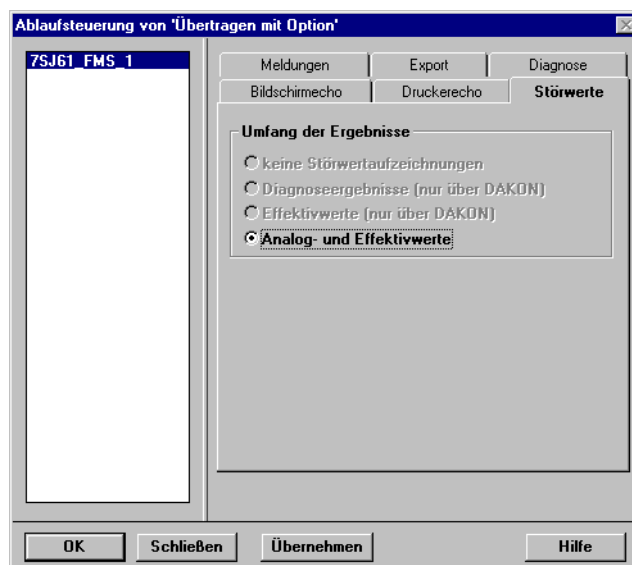 Ablaufsteuerung von 'Übertragen mit Option'
7SJ61_FMS_1
Meldungen Export Diagnose
Bildschirmecho Druckerecho Störwerte
Umfang der Ergebnisse
keine Störwertaufzeichnungen
Diagnoseergebnisse (nur über DAKON)
Effektivwerte (nur über DAKON)
Analog- und Effektivwerte
OK Schließen Übernehmen Hilfe